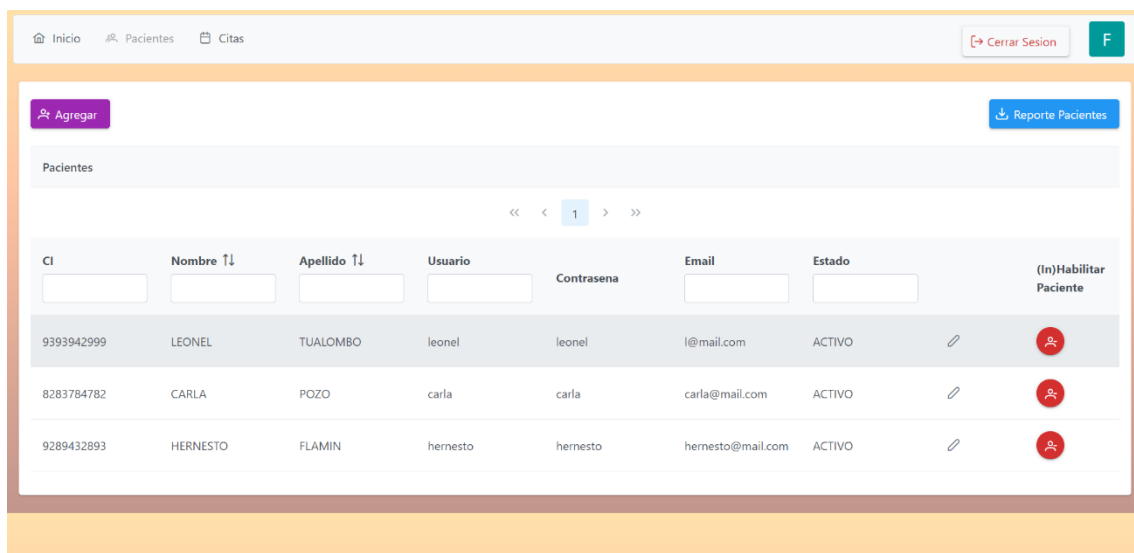 Inicio Pacientes Citas Cerrar Sesion F
Agregar Reporte Pacientes
Pacientes
1
CI Nombre Apellido Usuario Contrasena Email Estado (In)Habilitar Paciente
9393942999 LEONEL TUALOMBO leonel leonel l@mail.com ACTIVO
8283784782 CARLA POZO carla carla carla@mail.com ACTIVO
9289432893 HERNESTO FLAMIN hernesto hernesto hernesto@mail.com ACTIVO